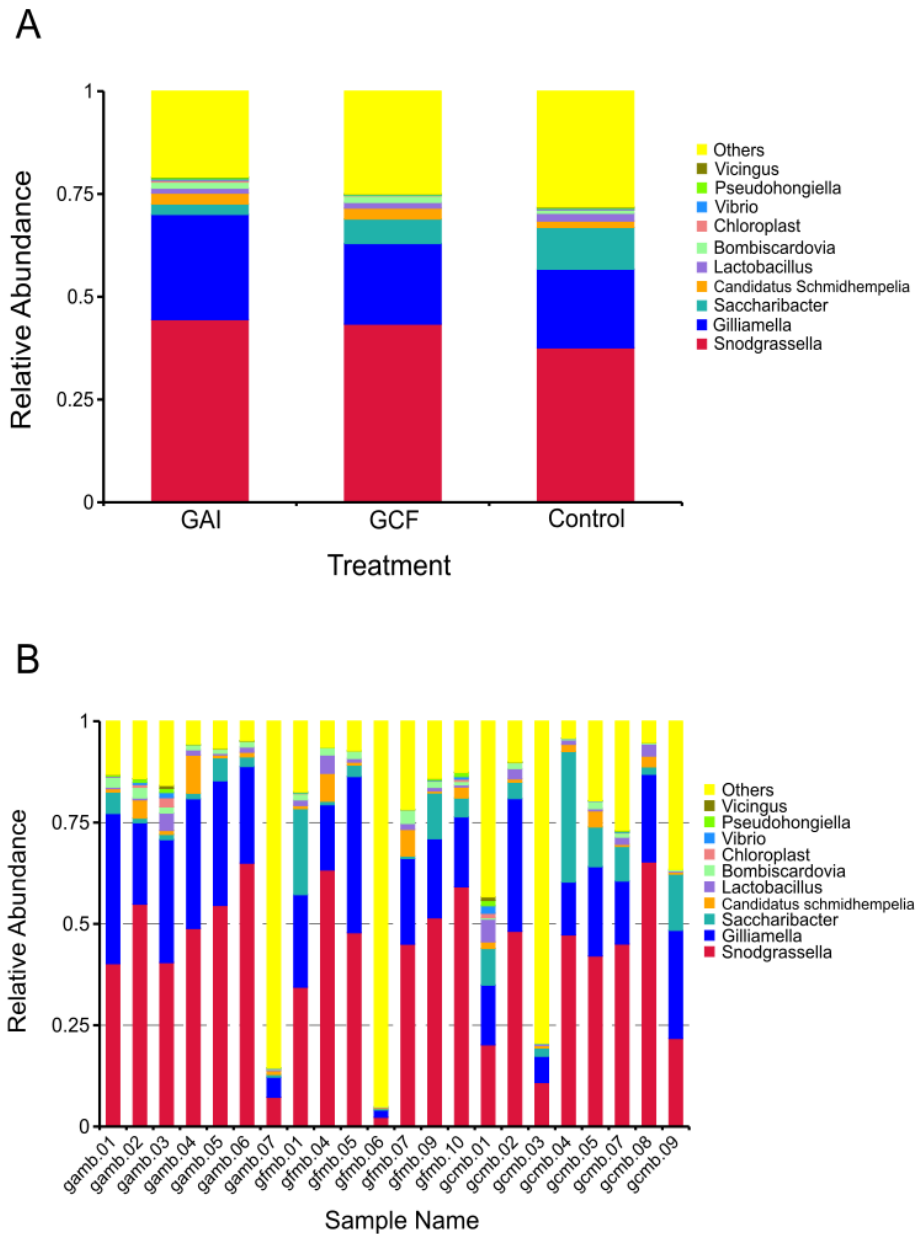 A
1
0.75
0.5
0.25
0
Relative Abundance
GAI GCF Control
Treatment
Others
Vicingus
Pseudohongiella
Vibrio
Chloroplast
Bombiscardovia
Lactobacillus
Candidatus Schmidhempelia
Saccharibacter
Gilliamella
Snodgrassella
B
1
0.75
0.5
0.25
0
Relative Abundance
gamb.01 gamb.02 gamb.03 gamb.04 gamb.05 gamb.06 gamb.07 gfmb.01 gfmb.04 gfmb.05 gfmb.06 gfmb.07 gfmb.09 gfmb.10 gcmb.01 gcmb.02 gcmb.03 gcmb.04 gcmb.05 gcmb.07 gcmb.08 gcmb.09
Sample Name
Others
Vicingus
Pseudohongiella
Vibrio
Chloroplast
Bombiscardovia
Lactobacillus
Candidatus schmidhempelia
Saccharibacter
Gilliamella
Snodgrassella